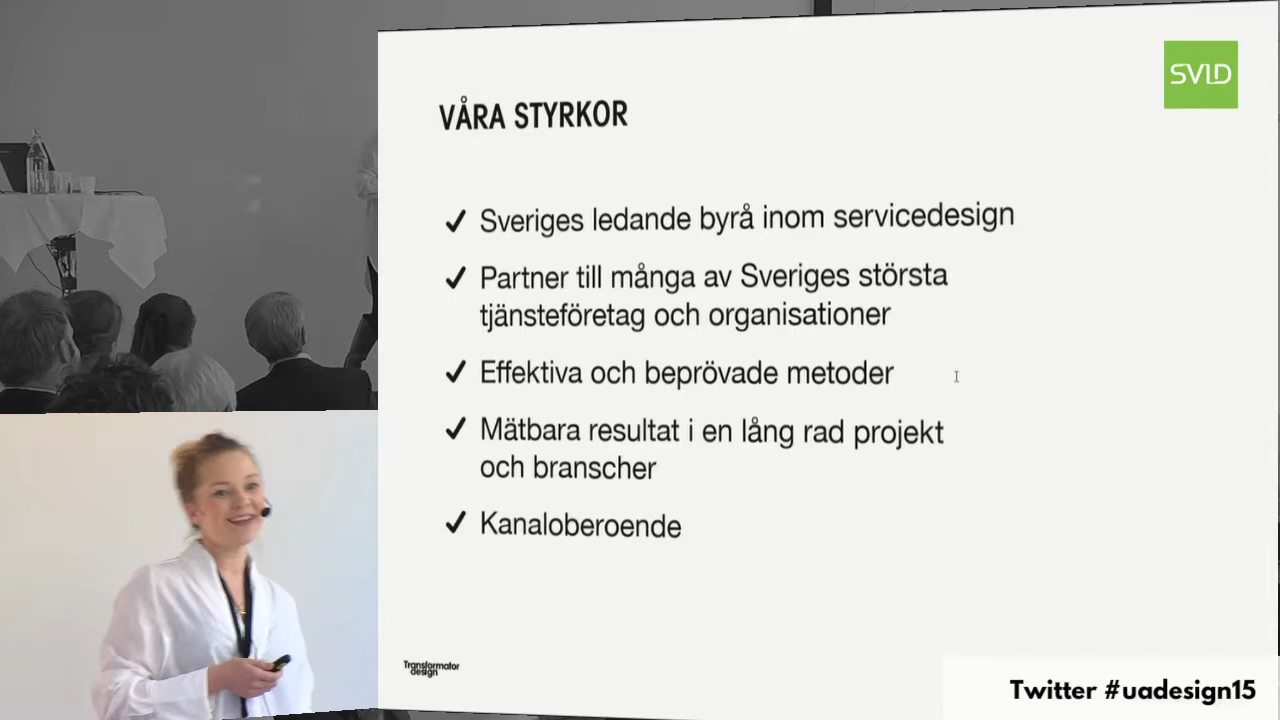 SVID
VÅRA STYRKOR
✓ Sveriges ledande byrå inom servicedesign
✓ Partner till många av Sveriges största
tjänsteföretag och organisationer
✓ Effektiva och beprövade metoder
✓ Mätbara resultat i en lång rad projekt
och branscher
✓ Kanaloberoende
Transformator
design
Twitter #uadesign15